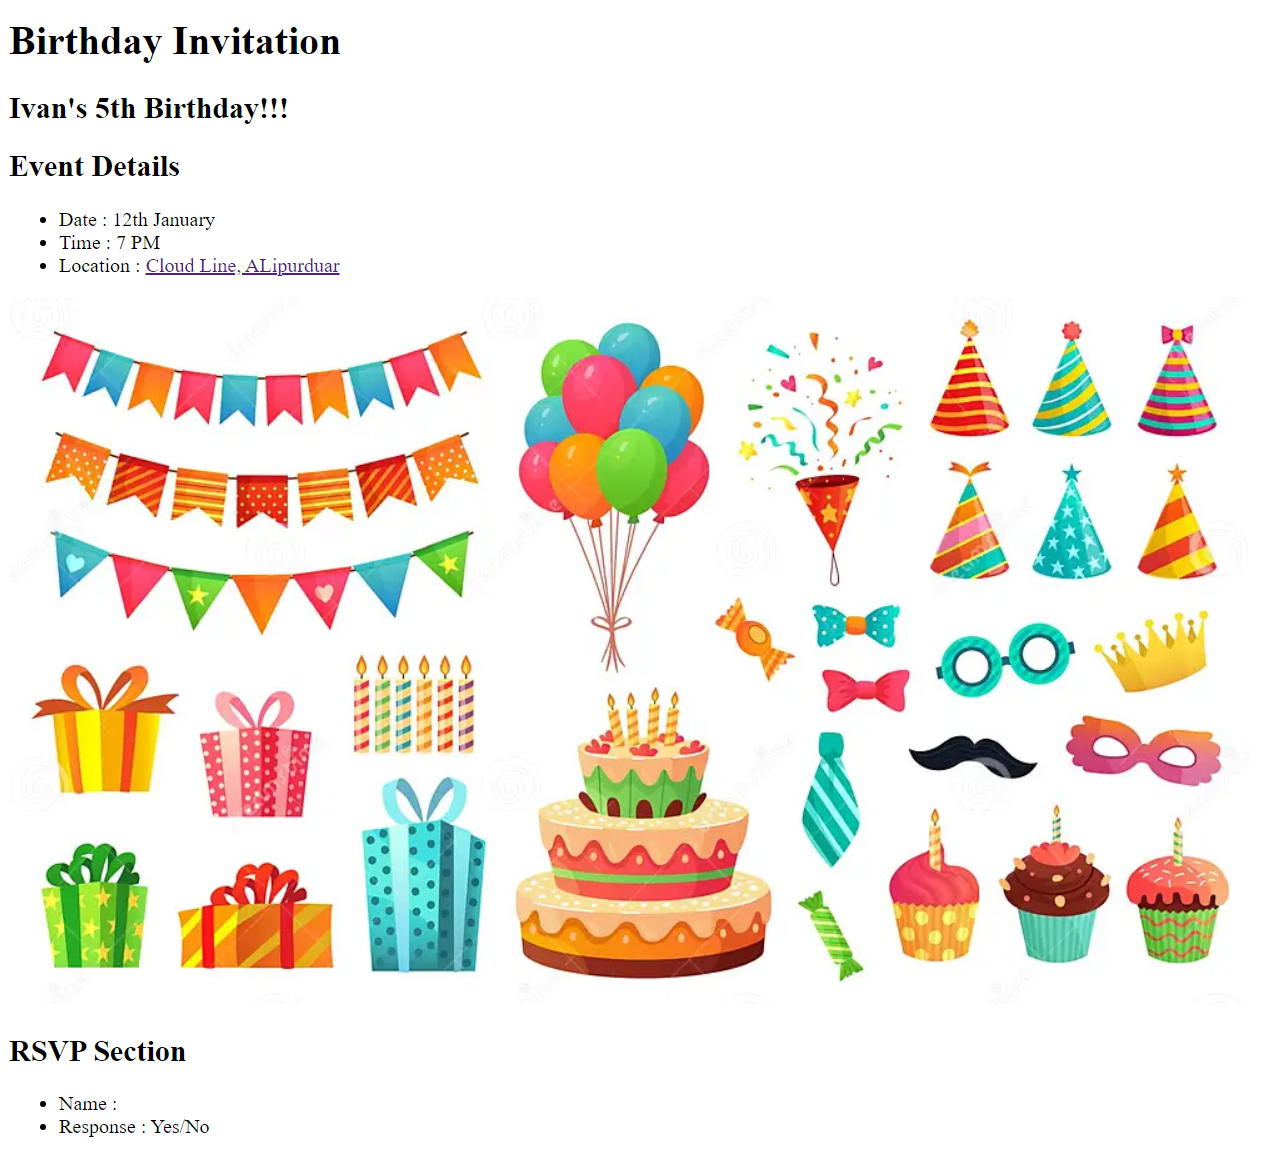 Birthday Invitation
Ivan's 5th Birthday!!!
Event Details
Date : 12th January
Time : 7 PM
Location : Cloud Line, ALipurduar
RSVP Section
Name :
Response : Yes/No